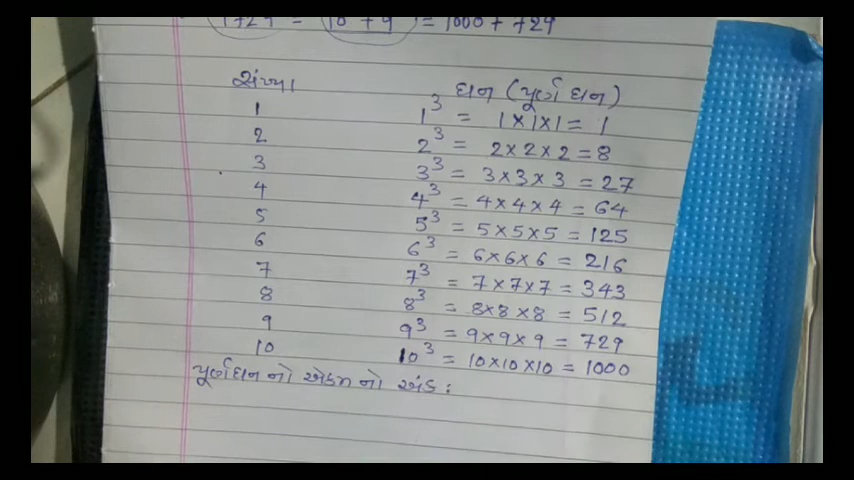 1729 = 10³ + 9³ = 1000 + 729
સંખ્યા ઘન (પૂર્ણ ઘન)
1 1³ = 1×1×1 = 1
2 2³ = 2×2×2 = 8
3 3³ = 3×3×3 = 27
4 4³ = 4×4×4 = 64
5 5³ = 5×5×5 = 125
6 6³ = 6×6×6 = 216
7 7³ = 7×7×7 = 343
8 8³ = 8×8×8 = 512
9 9³ = 9×9×9 = 729
10 10³ = 10×10×10 = 1000
પૂર્ણઘન નો એકમ નો અંક :